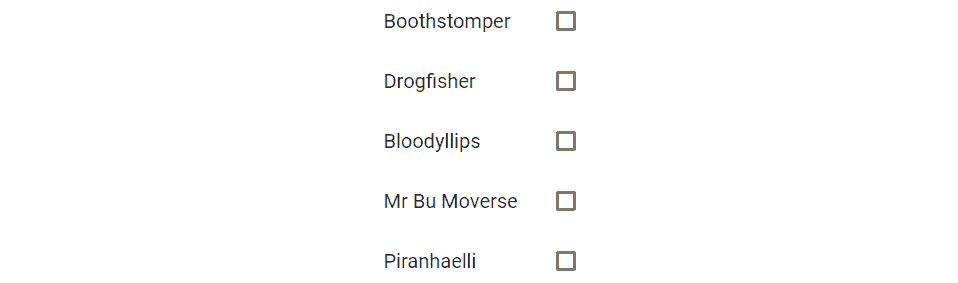 Boothstomper
Drogfisher
Bloodyllips
Mr Bu Moverse
Piranhaelli